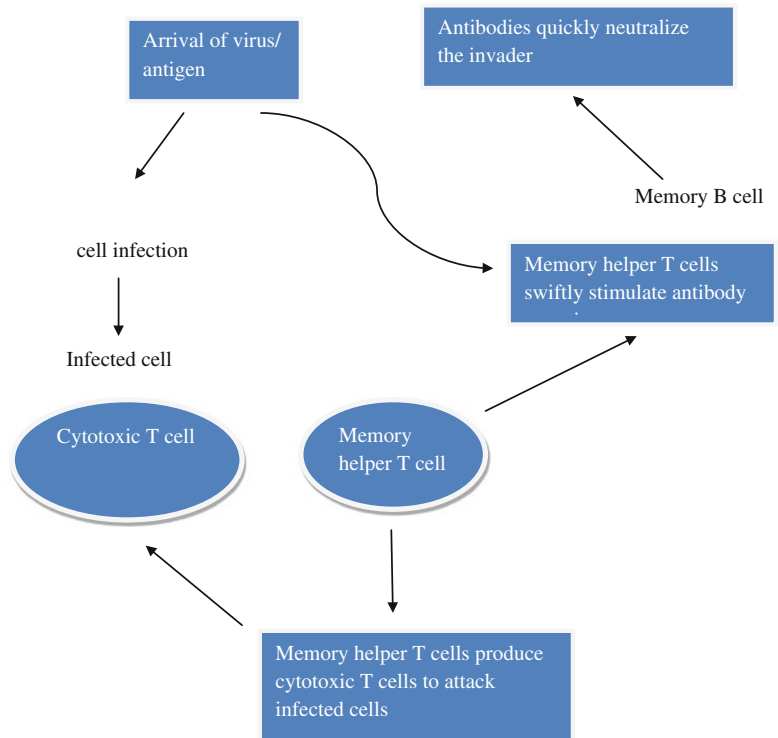 Arrival of virus/
antigen
Antibodies quickly neutralize
the invader
Memory B cell
cell infection
Memory helper T cells
swiftly stimulate antibody
Infected cell
Cytotoxic T cell
Memory
helper T cell
Memory helper T cells produce
cytotoxic T cells to attack
infected cells